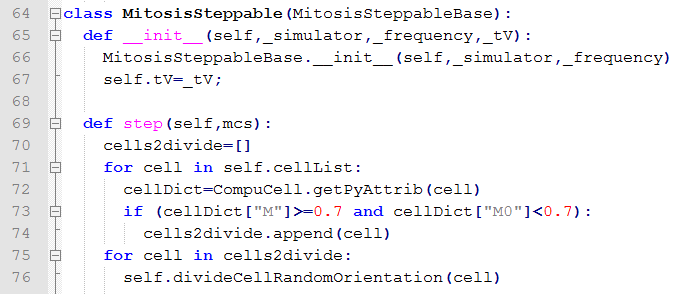 64 class MitosisSteppable(MitosisSteppableBase):
65   def __init__(self,_simulator,_frequency,_tV):
66     MitosisSteppableBase.__init__(self,_simulator,_frequency)
67     self.tV=_tV;
68
69   def step(self,mcs):
70     cells2divide=[]
71     for cell in self.cellList:
72       cellDict=CompuCell.getPyAttrib(cell)
73       if (cellDict["M"]>=0.7 and cellDict["M0"]<0.7):
74         cells2divide.append(cell)
75     for cell in cells2divide:
76       self.divideCellRandomOrientation(cell)